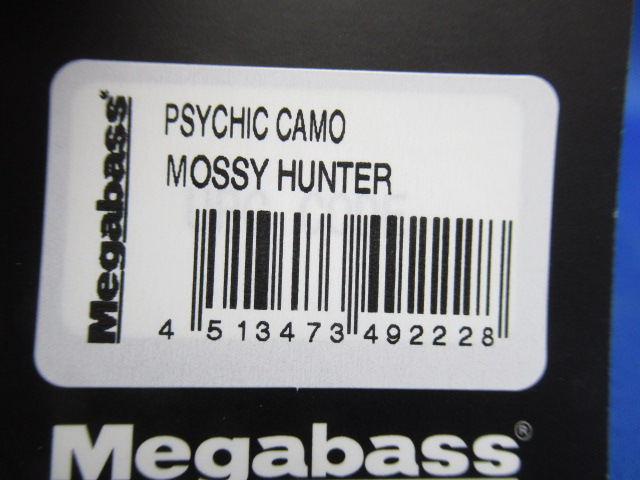 Megabass
PSYCHIC CAMO
MOSSY HUNTER
4 513473 492228
Megabass®